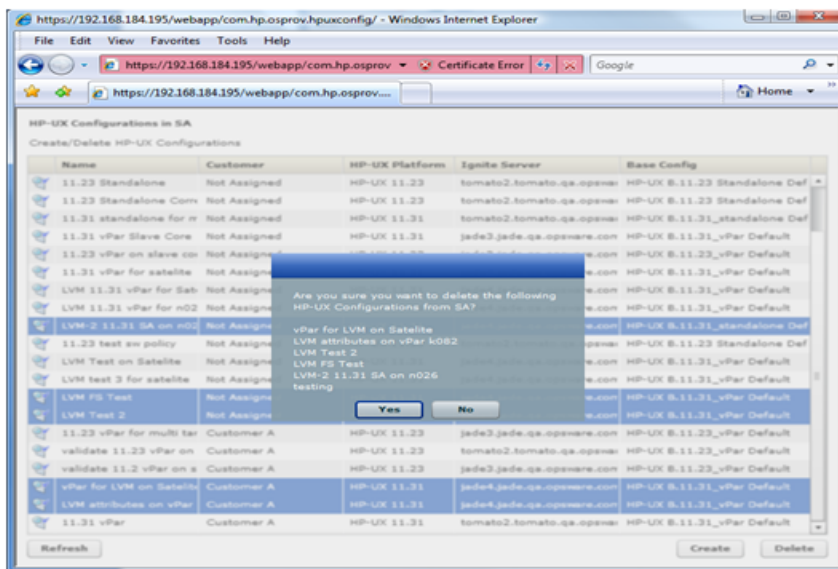 https://192.168.184.195/webapp/com.hp.osprov.hpuxconfig/ - Windows Internet Explorer
File Edit View Favorites Tools Help
https://192.168.184.195/webapp/com.hp.osprov Certificate Error Google
https://192.168.184.195/webapp/com.hp.osprov.... Home
HP-UX Configurations in SA
Create/Delete HP-UX Configurations
Name Customer HP-UX Platform Ignite Server Base Config
11.23 Standalone Not Assigned HP-UX 11.23 tomato2.tomato.qa.opswa HP-UX B.11.23 Standalone Def
11.23 Standalone Com Not Assigned HP-UX 11.23 tomato2.tomato.qa.opswa HP-UX B.11.23 Standalone Def
11.31 standalone for Not Assigned HP-UX 11.31 tomato2.tomato.qa.opswa HP-UX B.11.31_standalone Def
11.31 vPar Slave Core Not Assigned HP-UX 11.31 jade3.jade.qa.opsware.com HP-UX B.11.31_vPar Default
11.23 vPar on slave co Not Assigne HP-UX B.11.23_vPar Default
11.31 vPar for satelite Not Assigne e.com HP-UX B.11.31_vPar Default
LVM 11.31 vPar for Sat Not Assigne e.com HP-UX B.11.31_vPar Default
LVM 11.31 vPar for n02 Not Assigne e.com HP-UX B.11.31_vPar Default
LVM-2 11.31 SA on n02 Not Assigne HP-UX B.11.31_standalone Def
11.23 test sw policy Not Assigne HP-UX B.11.23 Standalone Def
LVM Test on Satelite Not Assigne e.com HP-UX B.11.31_vPar Default
LVM test 3 for satelite Not Assigne e.com HP-UX B.11.31_vPar Default
LVM FS Test Not Assigne e.com HP-UX B.11.31_vPar Default
LVM Test 2 Not Assigne e.com HP-UX B.11.31_vPar Default
Are you sure you want to delete the following
HP-UX Configurations from SA?
vPar for LVM on Satelite
LVM attributes on vPar k082
LVM Test 2
LVM FS Test
LVM-2 11.31 SA on n026
testing
Yes No
11.23 vPar for multi tar Customer A HP-UX 11.23 jade3.jade.qa.opsware.com HP-UX B.11.23_vPar Default
validate 11.23 vPar on Customer A HP-UX 11.23 tomato2.tomato.qa.opswa HP-UX B.11.23_vPar Default
validate 11.2 vPar on s Customer A HP-UX 11.23 jade3.jade.qa.opsware.com HP-UX B.11.23_vPar Default
vPar for LVM on Satelit Customer A HP-UX 11.31 jade4.jade.qa.opsware.com HP-UX B.11.31_vPar Default
LVM attributes on vPar Customer A HP-UX 11.31 jade4.jade.qa.opsware.com HP-UX B.11.31_vPar Default
11.31 vPar Customer A HP-UX 11.31 tomato2.tomato.qa.opswa HP-UX B.11.31_vPar Default
Refresh Create Delete